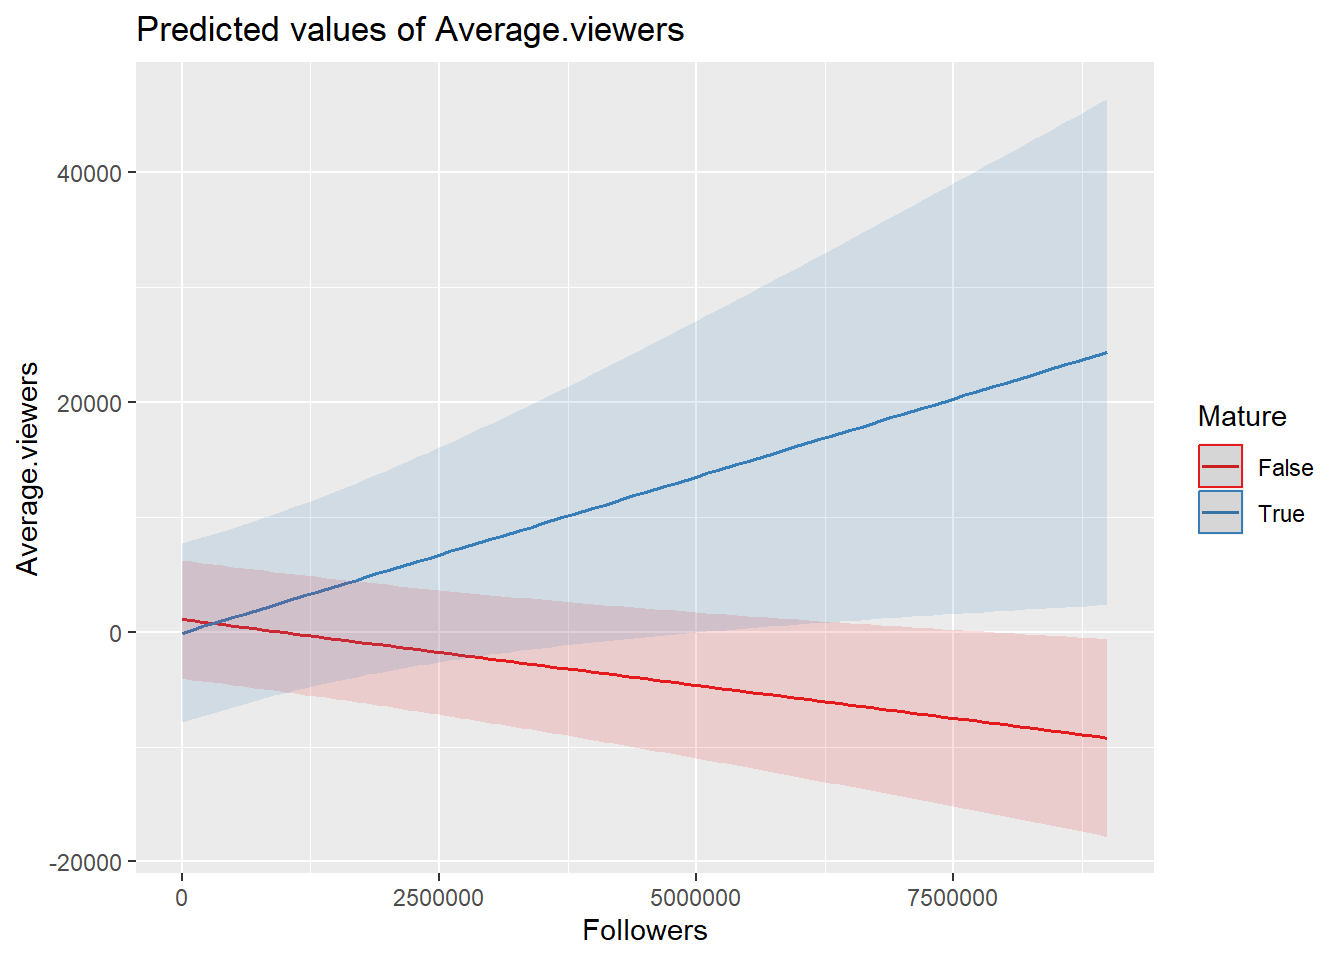 Predicted values of Average.viewers
40000
20000
0
-20000
Average.viewers
0 2500000 5000000 7500000
Followers
Mature
False
True